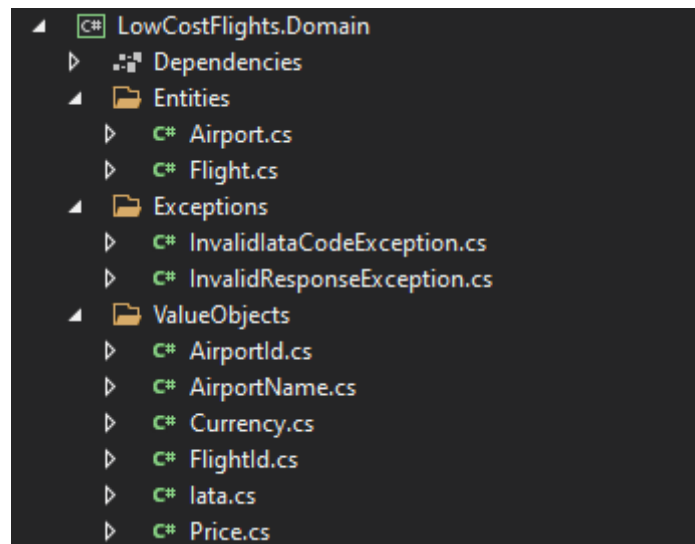 C# LowCostFlights.Domain
Dependencies
Entities
C# Airport.cs
C# Flight.cs
Exceptions
C# InvalidIataCodeException.cs
C# InvalidResponseException.cs
ValueObjects
C# AirportId.cs
C# AirportName.cs
C# Currency.cs
C# FlightId.cs
C# Iata.cs
C# Price.cs